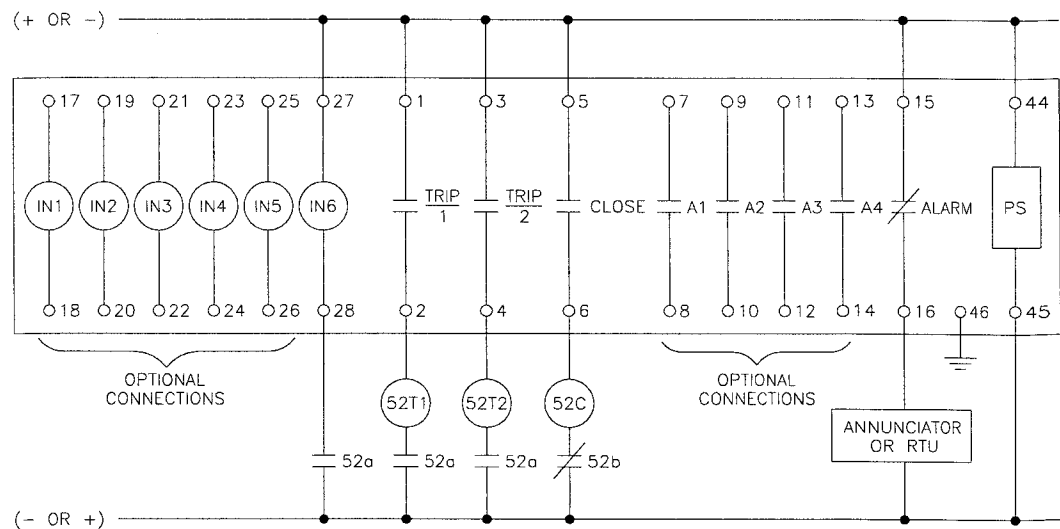 (+ OR -)
17 19 21 23 25 27 1 3 5 7 9 11 13 15 44
IN1 IN2 IN3 IN4 IN5 IN6 TRIP 1 TRIP 2 CLOSE A1 A2 A3 A4 ALARM PS
18 20 22 24 26 28 2 4 6 8 10 12 14 16 46 45
OPTIONAL
CONNECTIONS
OPTIONAL
CONNECTIONS
52T1 52T2 52C
ANNUNCIATOR
OR RTU
52a 52a 52a 52b
(- OR +)